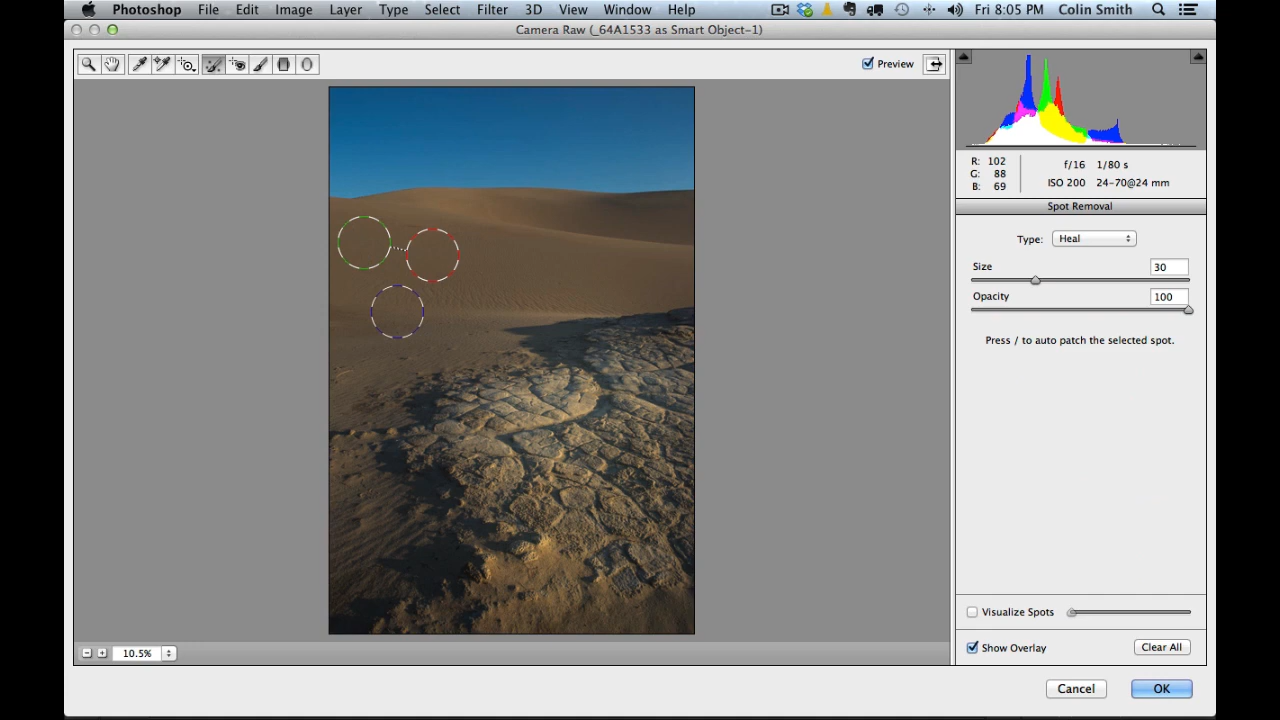 Photoshop File Edit Image Layer Type Select Filter 3D View Window Help Fri 8:05 PM Colin Smith
Camera Raw (_64A1533 as Smart Object-1)
Preview
R: 102
G: 88
B: 69
f/16 1/80 s
ISO 200 24-70@24 mm
Spot Removal
Type: Heal
Size 30
Opacity 100
Press / to auto patch the selected spot.
Visualize Spots
Show Overlay Clear All
10.5%
Cancel OK